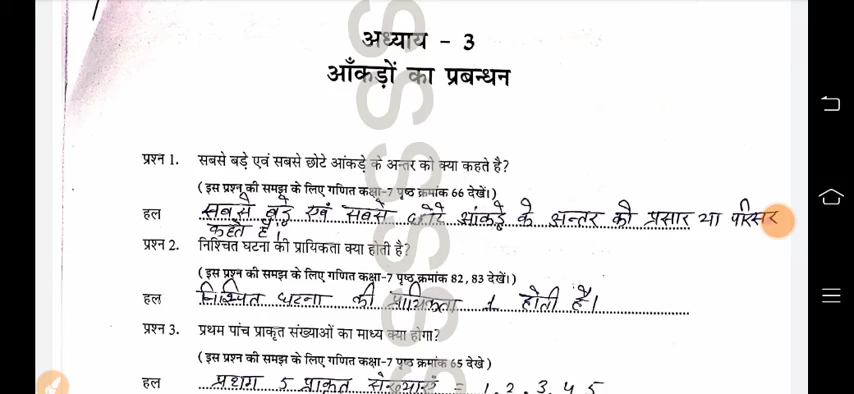 अध्याय - 3
आँकड़ों का प्रबन्धन
प्रश्न 1. सबसे बड़े एवं सबसे छोटे आंकड़े के अन्तर को क्या कहते है?
(इस प्रश्न की समझ के लिए गणित कक्षा-7 पृष्ठ क्रमांक 66 देखें।)
हल सबसे बड़े एवं सबसे छोटे आंकड़े के अन्तर को प्रसार या परिसर
कहते है।
प्रश्न 2. निश्चित घटना की प्रायिकता क्या होती है?
(इस प्रश्न की समझ के लिए गणित कक्षा-7 पृष्ठ क्रमांक 82, 83 देखें।)
हल निश्चित घटना की प्रायिकता 1 होती है।
प्रश्न 3. प्रथम पांच प्राकृत संख्याओं का माध्य क्या होगा?
(इस प्रश्न की समझ के लिए गणित कक्षा-7 पृष्ठ क्रमांक 65 देखे)
हल प्रथम 5 प्राकृत संख्याएं = 1, 2, 3, 4, 5